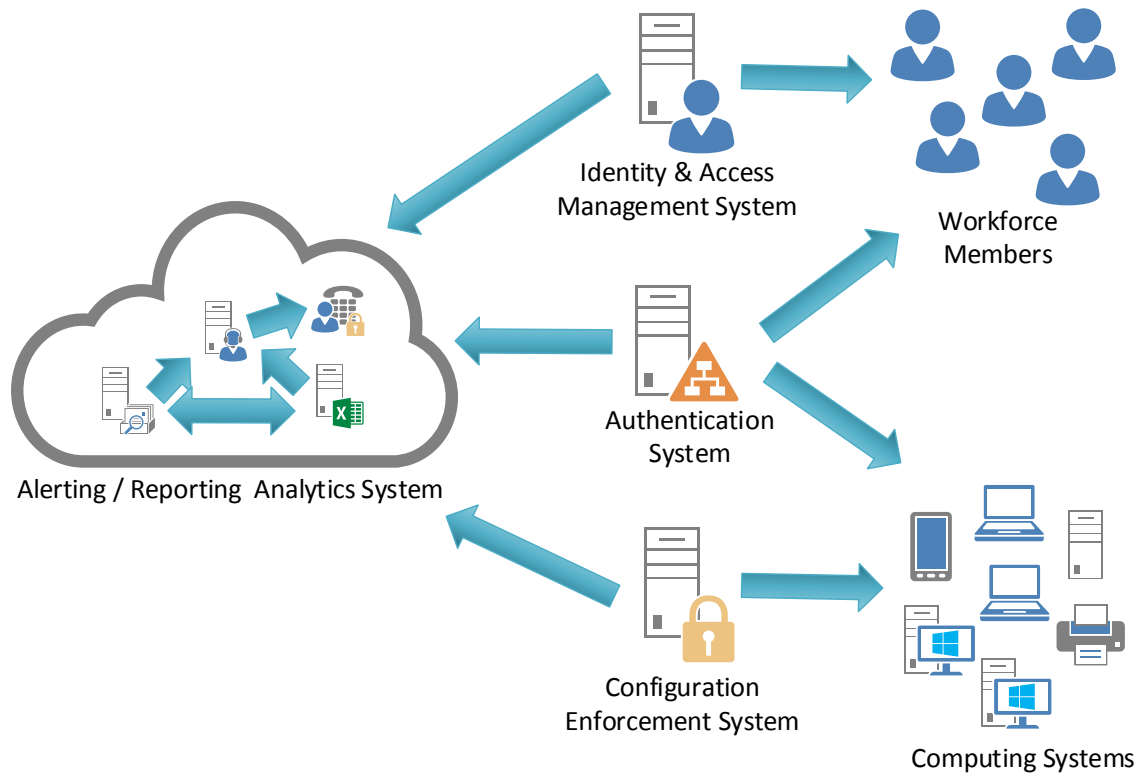 Identity & Access
Management System
Workforce
Members
Authentication
System
Alerting / Reporting  Analytics System
Configuration
Enforcement System
Computing Systems